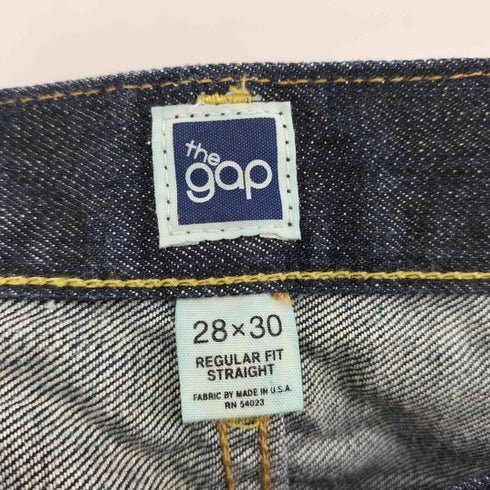 the
gap
28×30
REGULAR FIT
STRAIGHT
FABRIC BY MADE IN U.S.A.
RN 54023